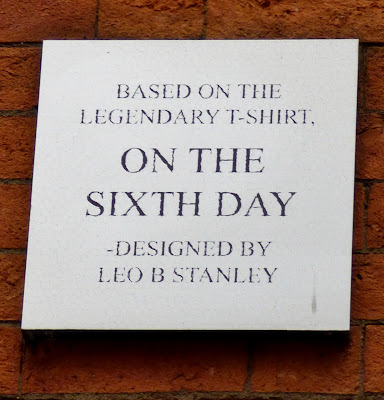 BASED ON THE
LEGENDARY T-SHIRT,
ON THE
SIXTH DAY
-DESIGNED BY
LEO B STANLEY